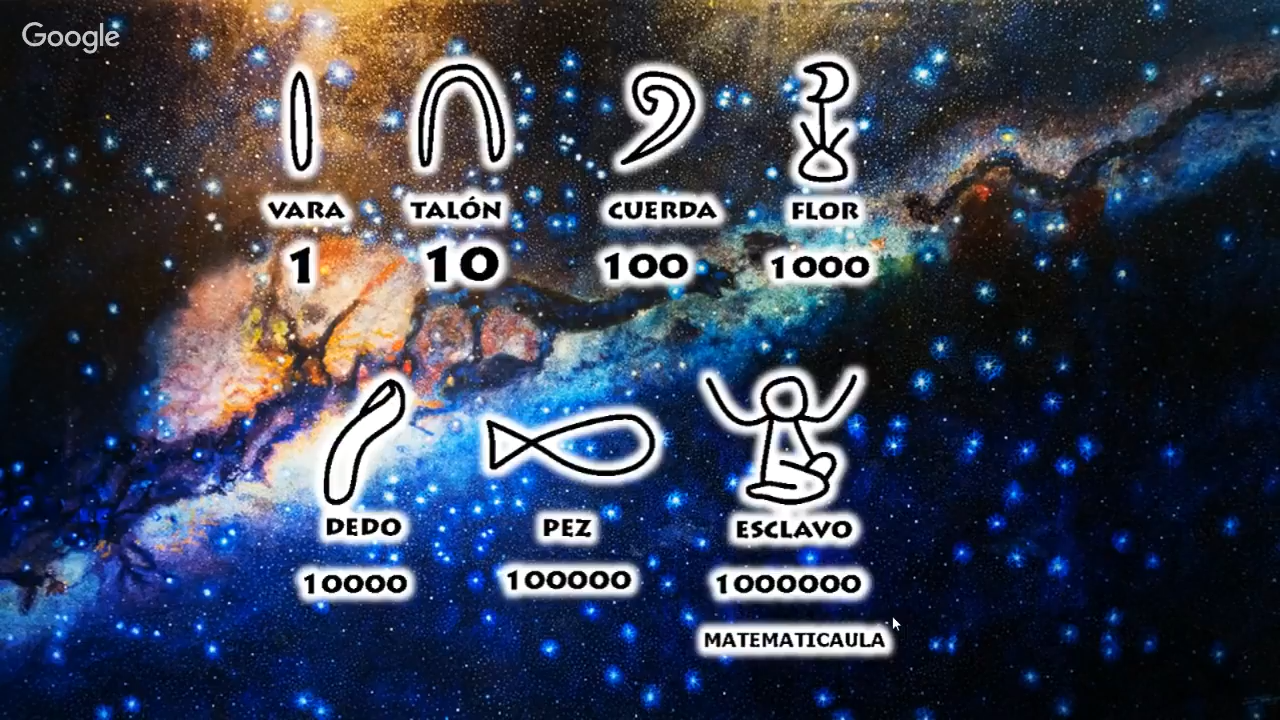 Google
VARA TALÓN CUERDA FLOR
1 10 100 1000
DEDO PEZ ESCLAVO
10000 100000 1000000
MATEMATICAULA